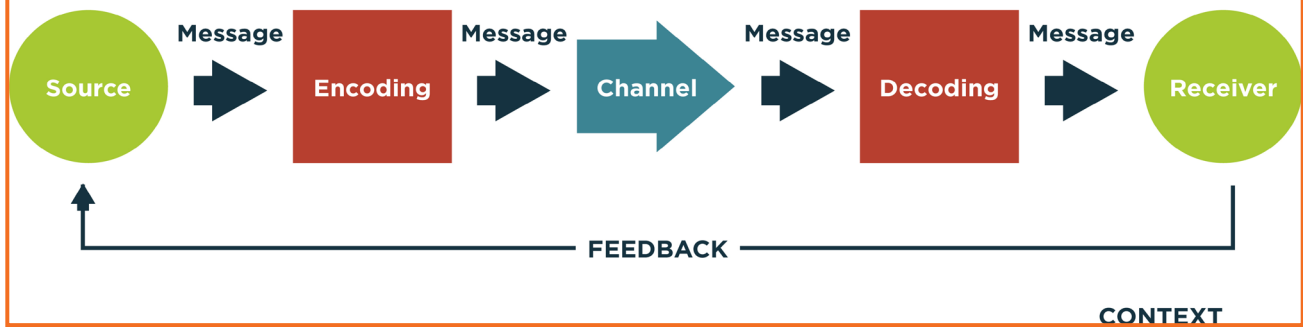 Message Message Message Message
Source Encoding Channel Decoding Receiver
FEEDBACK
CONTEXT